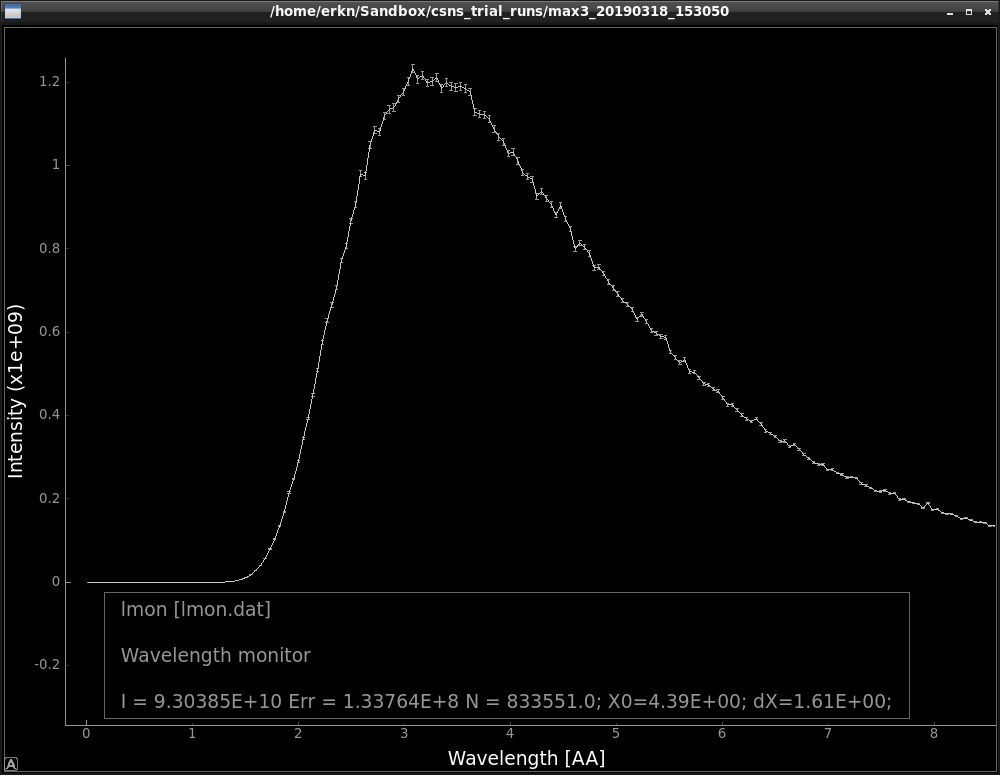 /home/erkn/Sandbox/csns_trial_runs/max3_20190318_153050
Intensity (x1e+09)
1.2
1
0.8
0.6
0.4
0.2
0
-0.2
lmon [lmon.dat]
Wavelength monitor
I = 9.30385E+10 Err = 1.33764E+8 N = 833551.0; X0=4.39E+00; dX=1.61E+00;
0 1 2 3 4 5 6 7 8
Wavelength [AA]
A